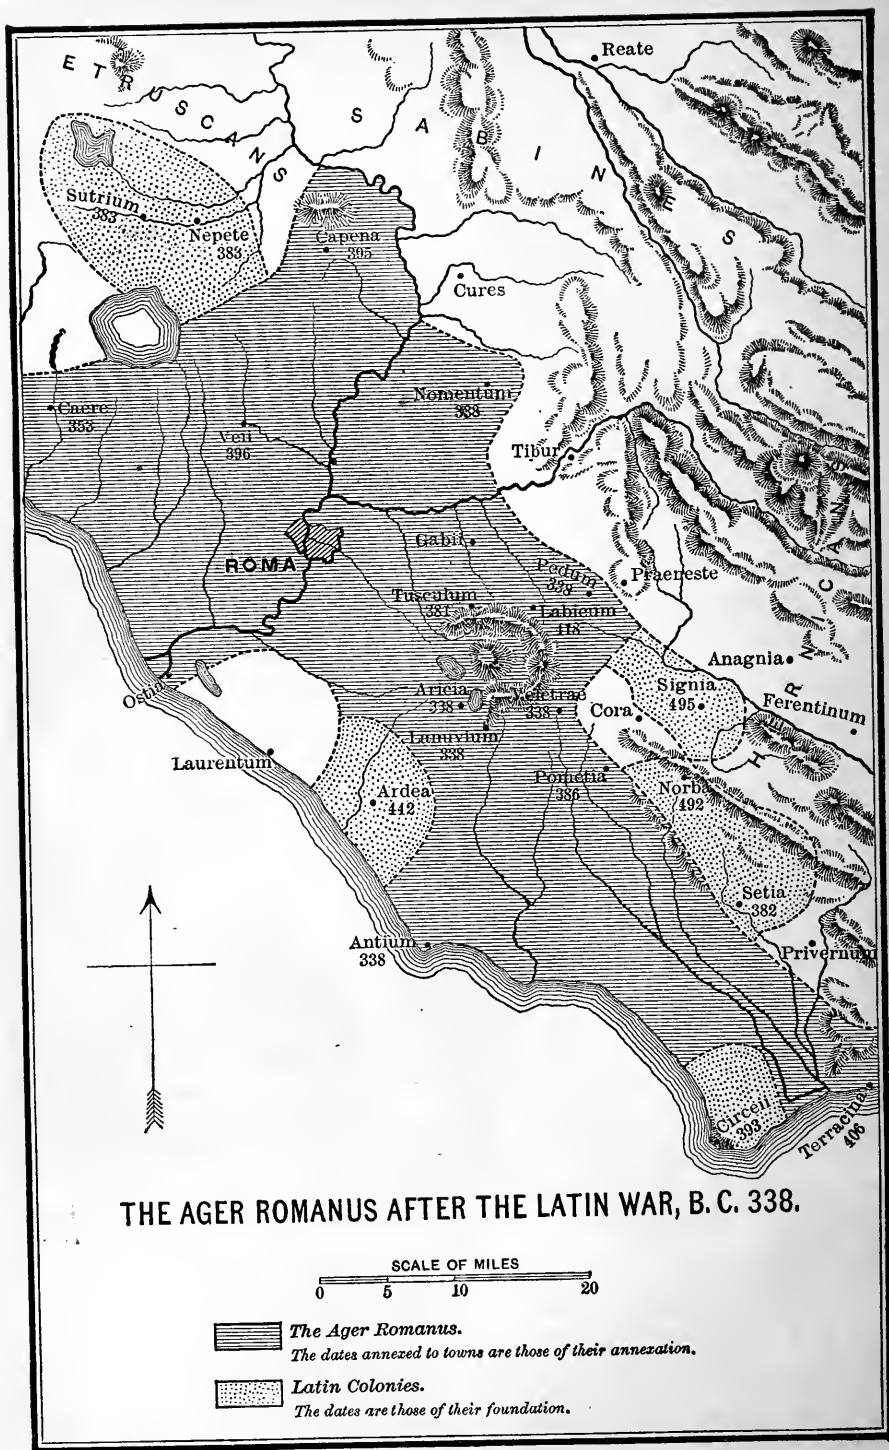 ETRUSCANS
SABINES
Reate
Sutrium
383
Nepete
383
Capena
395
Cures
Caere
353
Nomentum
338
Veii
396
Tibur
HERNICANS
ROMA
Gabii
Pedum
338
Praeneste
Tusculum
381
Labicum
418
Anagnia
Signia
495
Ferentinum
Ostia
Aricia
338
Veletrae
338
Cora
Lanuvium
338
Laurentum
Pometia
386
Norba
492
Ardea
442
Setia
382
Antium
338
Privernum
Circeii
393
Terracina
406
THE AGER ROMANUS AFTER THE LATIN WAR, B.C. 338.
SCALE OF MILES
0 5 10 20
The Ager Romanus.
The dates annexed to towns are those of their annexation.
Latin Colonies.
The dates are those of their foundation.